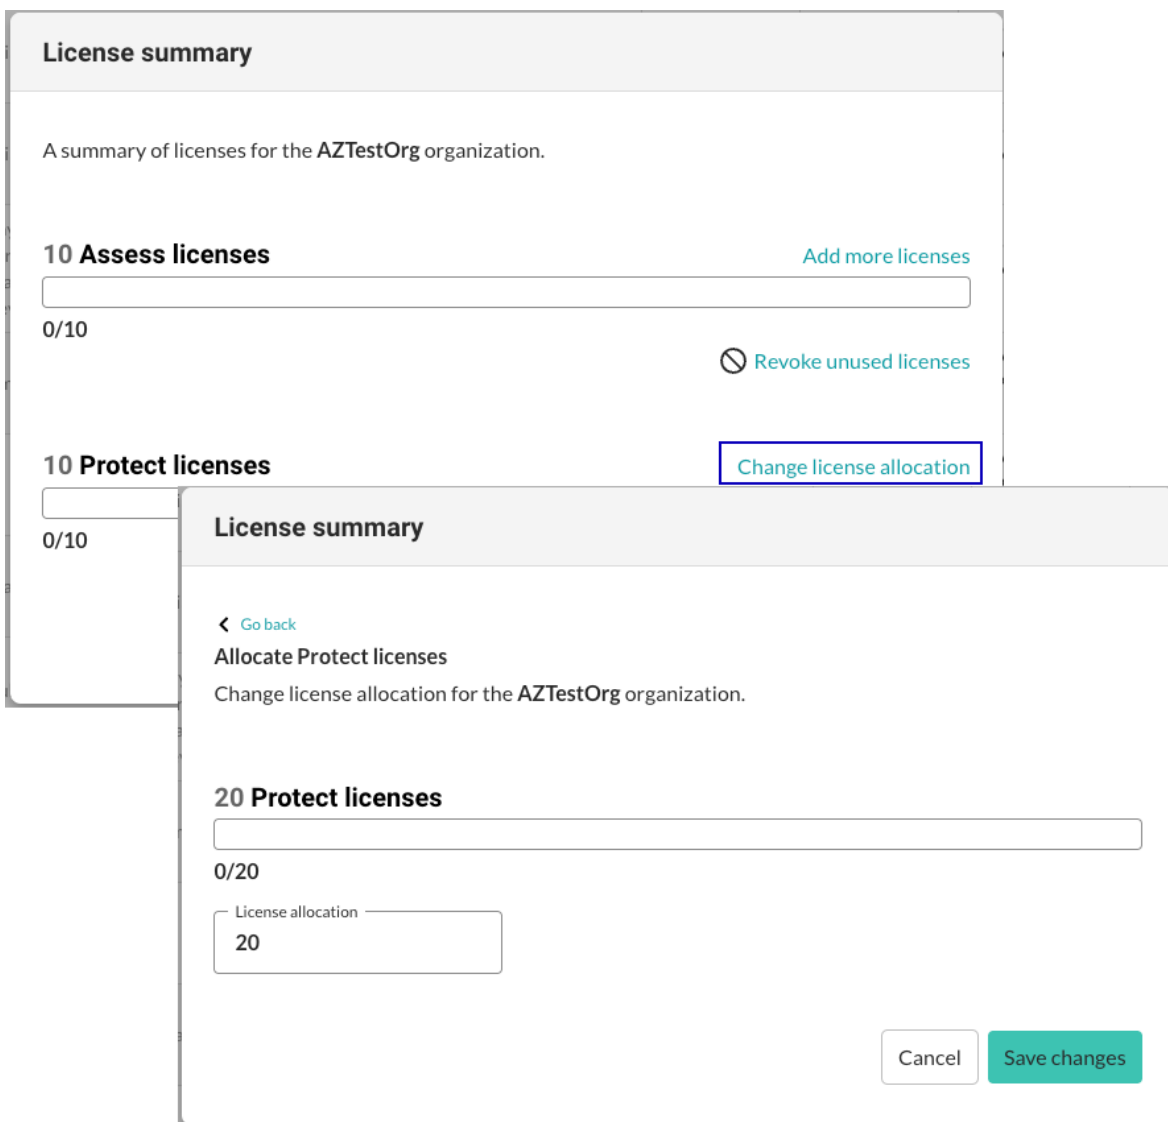 License summary
A summary of licenses for the AZTestOrg organization.
10 Assess licenses
Add more licenses
0/10
Revoke unused licenses
10 Protect licenses
Change license allocation
0/10
License summary
Go back
Allocate Protect licenses
Change license allocation for the AZTestOrg organization.
20 Protect licenses
0/20
License allocation
20
Cancel
Save changes